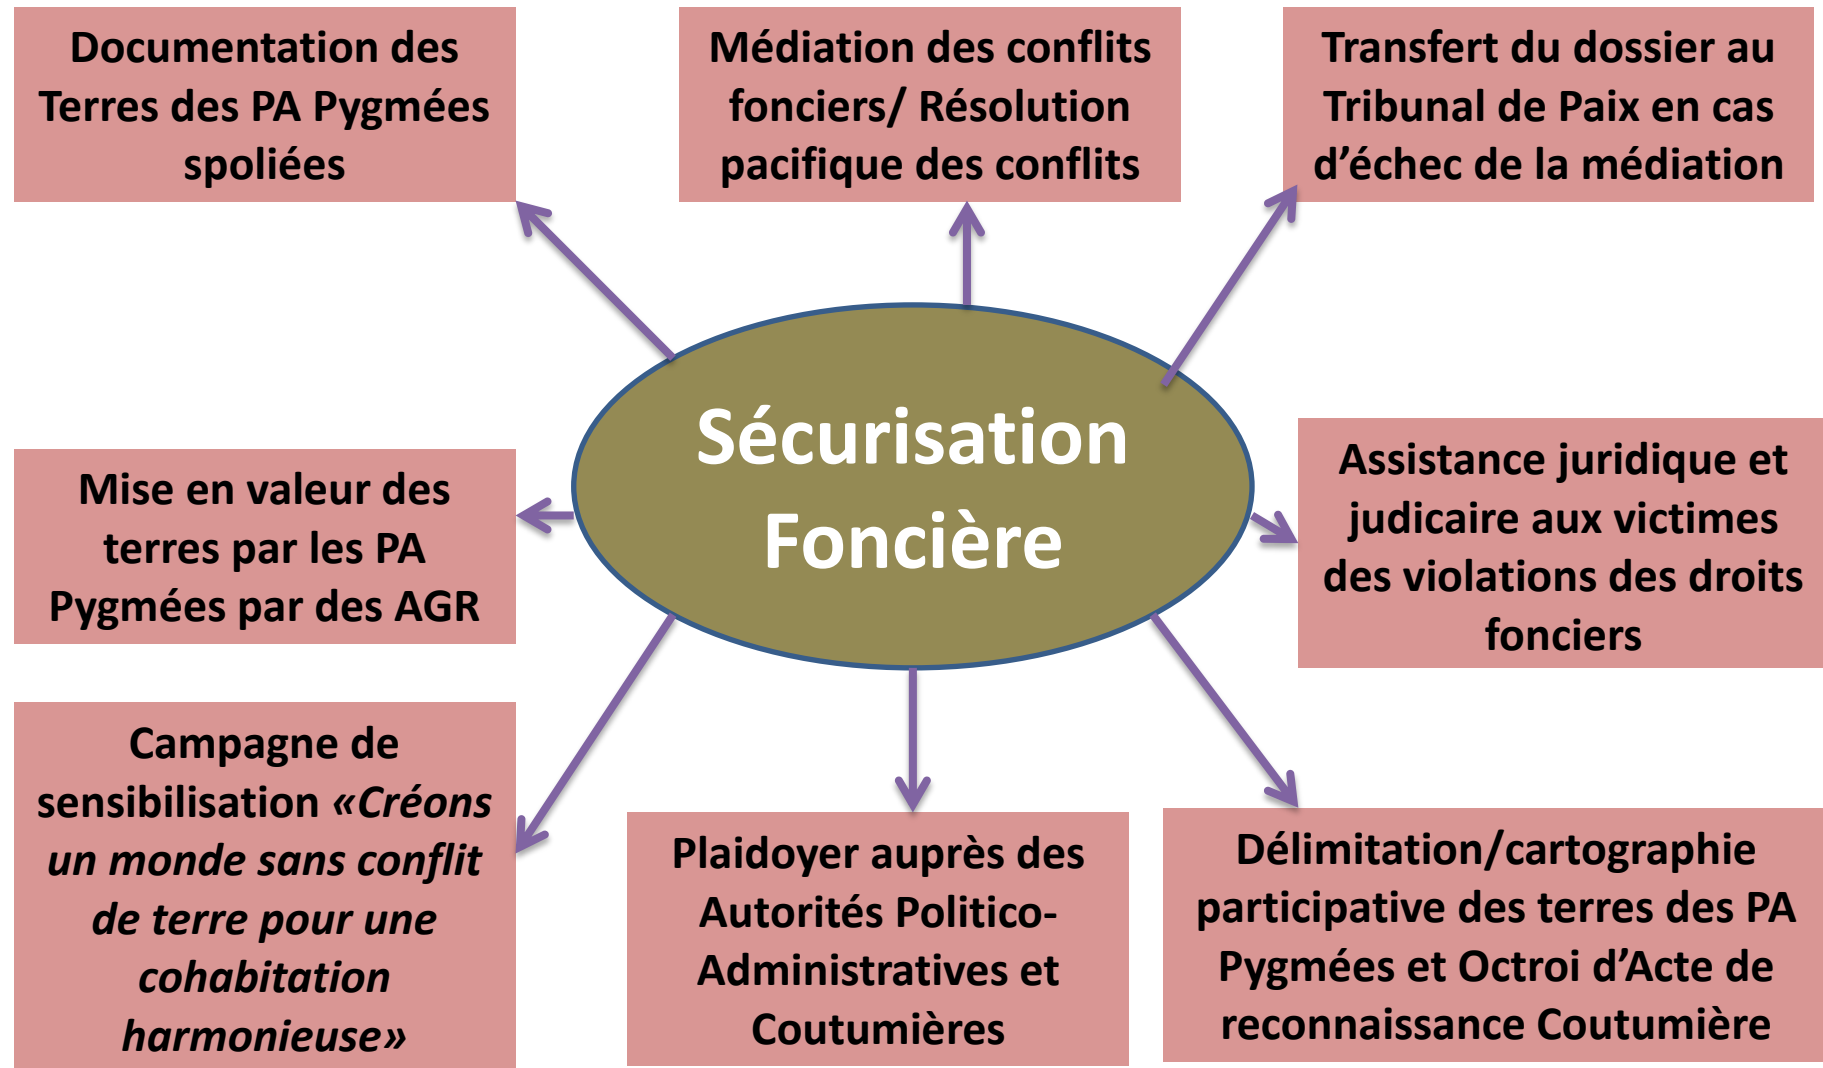 Documentation des
Terres des PA Pygmées
spoliées
Médiation des conflits
fonciers/ Résolution
pacifique des conflits
Transfert du dossier au
Tribunal de Paix en cas
d’échec de la médiation
Sécurisation
Foncière
Mise en valeur des
terres par les PA
Pygmées par des AGR
Assistance juridique et
judicaire aux victimes
des violations des droits
fonciers
Campagne de
sensibilisation «Créons
un monde sans conflit
de terre pour une
cohabitation
harmonieuse»
Plaidoyer auprès des
Autorités Politico-
Administratives et
Coutumières
Délimitation/cartographie
participative des terres des PA
Pygmées et Octroi d’Acte de
reconnaissance Coutumière